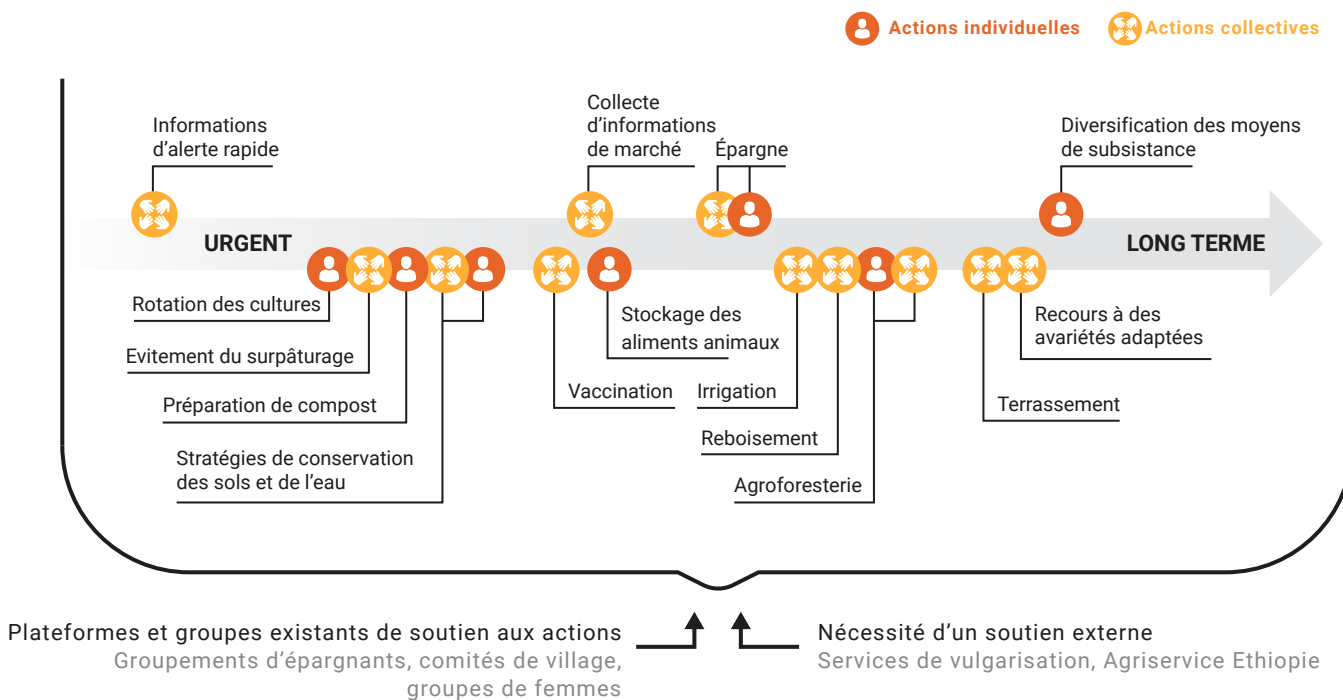 Actions individuelles
Actions collectives
Informations
d'alerte rapide
Collecte
d'informations
de marché
Épargne
Diversification des moyens
de subsistance
URGENT
LONG TERME
Rotation des cultures
Evitement du surpâturage
Préparation de compost
Stratégies de conservation
des sols et de l'eau
Stockage des
aliments animaux
Vaccination
Irrigation
Reboisement
Agroforesterie
Recours à des
avariétés adaptées
Terrassement
Plateformes et groupes existants de soutien aux actions
Groupements d'épargnants, comités de village,
groupes de femmes
Nécessité d'un soutien externe
Services de vulgarisation, Agriservice Ethiopie